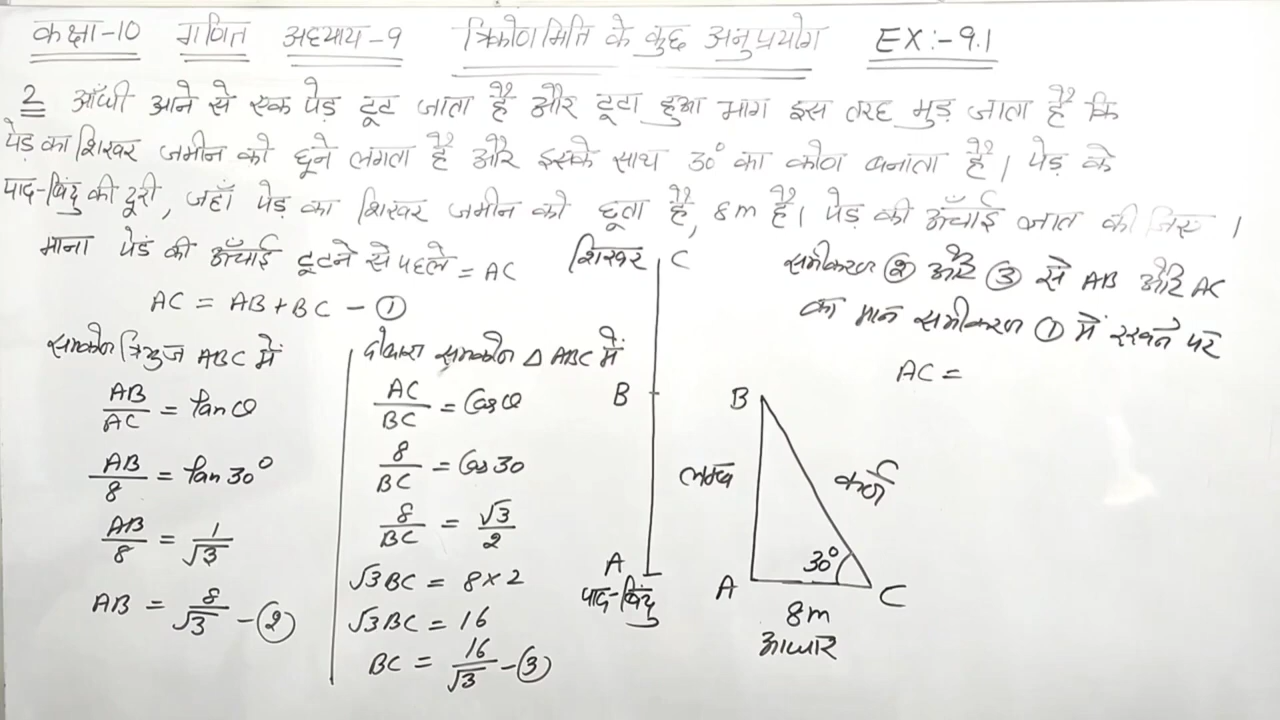 कक्षा-10 गणित अध्याय-9 त्रिकोणमिति के कुछ अनुप्रयोग EX:-9.1
2 आँधी आने से एक पेड़ टूट जाता है और टूटा हुआ भाग इस तरह मुड़ जाता है कि
पेड़ का शिखर जमीन को छूने लगता है और इसके साथ 30° का कोण बनाता है। पेड़ के
पाद-बिंदु की दूरी, जहाँ पेड़ का शिखर जमीन को छूता है, 8m है। पेड़ की ऊँचाई ज्ञात कीजिए।
माना पेड़ की ऊँचाई टूटने से पहले = AC
AC = AB + BC - ①
समकोण त्रिभुज ABC में
AB/AC = tan θ
AB/8 = tan 30°
AB/8 = 1/√3
AB = 8/√3 - ②
दोबारा समकोण Δ ABC में
AC/BC = Cos θ
8/BC = Cos 30
8/BC = √3/2
√3 BC = 8 × 2
√3 BC = 16
BC = 16/√3 - ③
शिखर C
B
A
पाद-बिंदु
B
लम्ब
कर्ण
30°
A
C
8m
आधार
समीकरण ② और ③ से AB और AC
का मान समीकरण ① में रखने पर
AC =